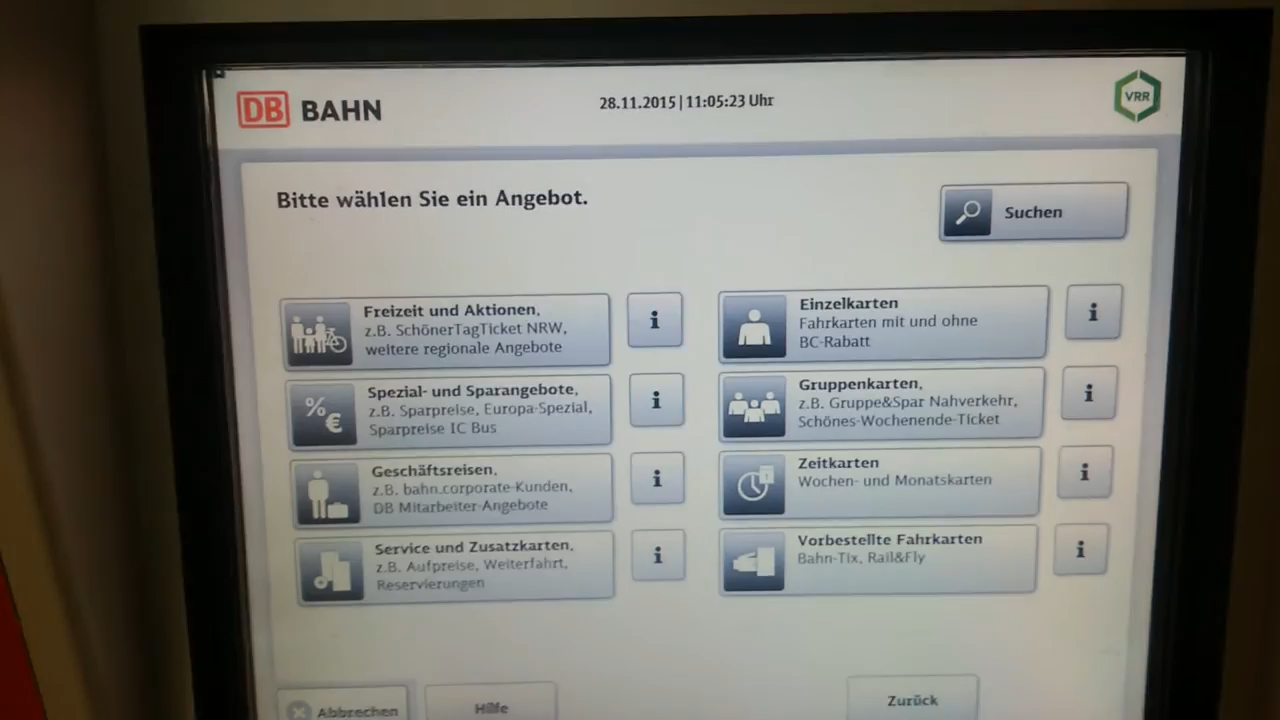 DB BAHN
28.11.2015 | 11:05:23 Uhr
VRR
Bitte wählen Sie ein Angebot.
Suchen
Freizeit und Aktionen,
z.B. SchönerTagTicket NRW,
weitere regionale Angebote
i
Einzelkarten
Fahrkarten mit und ohne
BC-Rabatt
i
Spezial- und Sparangebote,
z.B. Sparpreise, Europa-Spezial,
Sparpreise IC Bus
i
Gruppenkarten,
z.B. Gruppe&Spar Nahverkehr,
Schönes-Wochenende-Ticket
i
Geschäftsreisen,
z.B. bahn.corporate-Kunden,
DB Mitarbeiter-Angebote
i
Zeitkarten
Wochen- und Monatskarten
i
Service und Zusatzkarten,
z.B. Aufpreise, Weiterfahrt,
Reservierungen
i
Vorbestellte Fahrkarten
Bahn-Tix, Rail&Fly
i
Abbrechen
Hilfe
Zurück